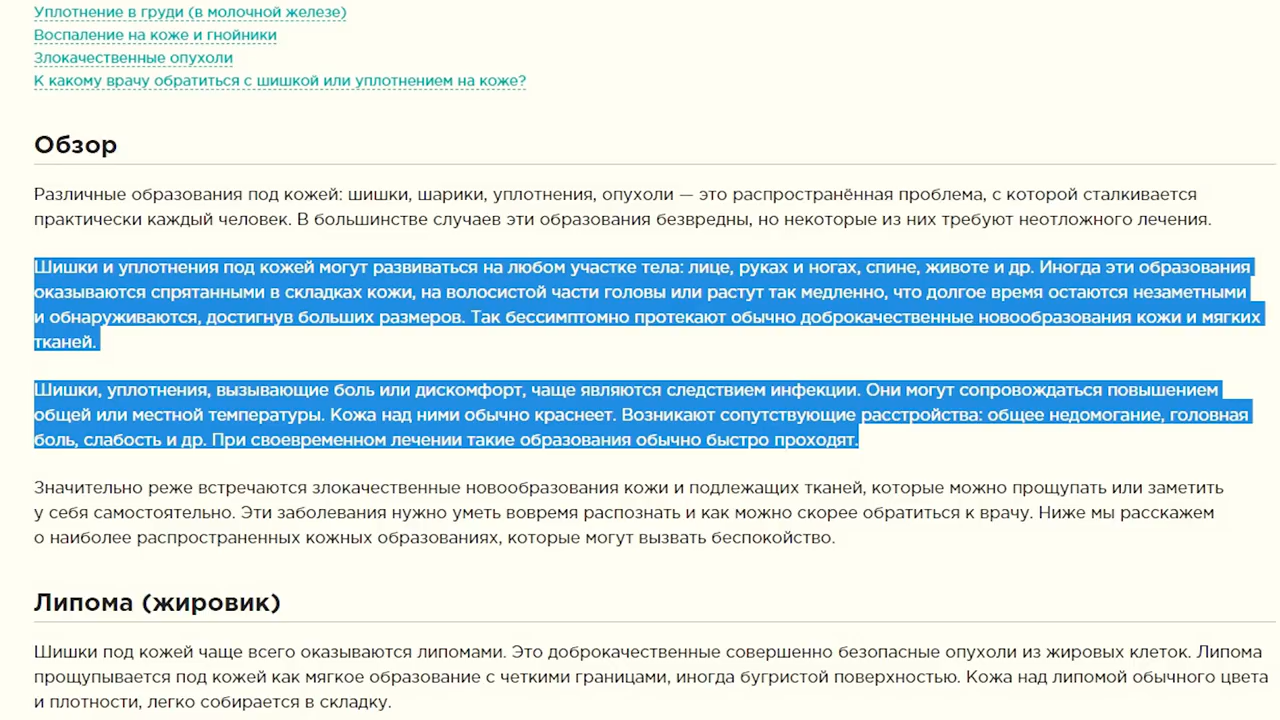 Уплотнение в груди (в молочной железе)
Воспаление на коже и гнойники
Злокачественные опухоли
К какому врачу обратиться с шишкой или уплотнением на коже?
Обзор
Различные образования под кожей: шишки, шарики, уплотнения, опухоли — это распространённая проблема, с которой сталкивается
практически каждый человек. В большинстве случаев эти образования безвредны, но некоторые из них требуют неотложного лечения.
Шишки и уплотнения под кожей могут развиваться на любом участке тела: лице, руках и ногах, спине, животе и др. Иногда эти образования
оказываются спрятанными в складках кожи, на волосистой части головы или растут так медленно, что долгое время остаются незаметными
и обнаруживаются, достигнув больших размеров. Так бессимптомно протекают обычно доброкачественные новообразования кожи и мягких
тканей.
Шишки, уплотнения, вызывающие боль или дискомфорт, чаще являются следствием инфекции. Они могут сопровождаться повышением
общей или местной температуры. Кожа над ними обычно краснеет. Возникают сопутствующие расстройства: общее недомогание, головная
боль, слабость и др. При своевременном лечении такие образования обычно быстро проходят.
Значительно реже встречаются злокачественные новообразования кожи и подлежащих тканей, которые можно прощупать или заметить
у себя самостоятельно. Эти заболевания нужно уметь вовремя распознать и как можно скорее обратиться к врачу. Ниже мы расскажем
о наиболее распространенных кожных образованиях, которые могут вызвать беспокойство.
Липома (жировик)
Шишки под кожей чаще всего оказываются липомами. Это доброкачественные совершенно безопасные опухоли из жировых клеток. Липома
прощупывается под кожей как мягкое образование с четкими границами, иногда бугристой поверхностью. Кожа над липомой обычного цвета
и плотности, легко собирается в складку.